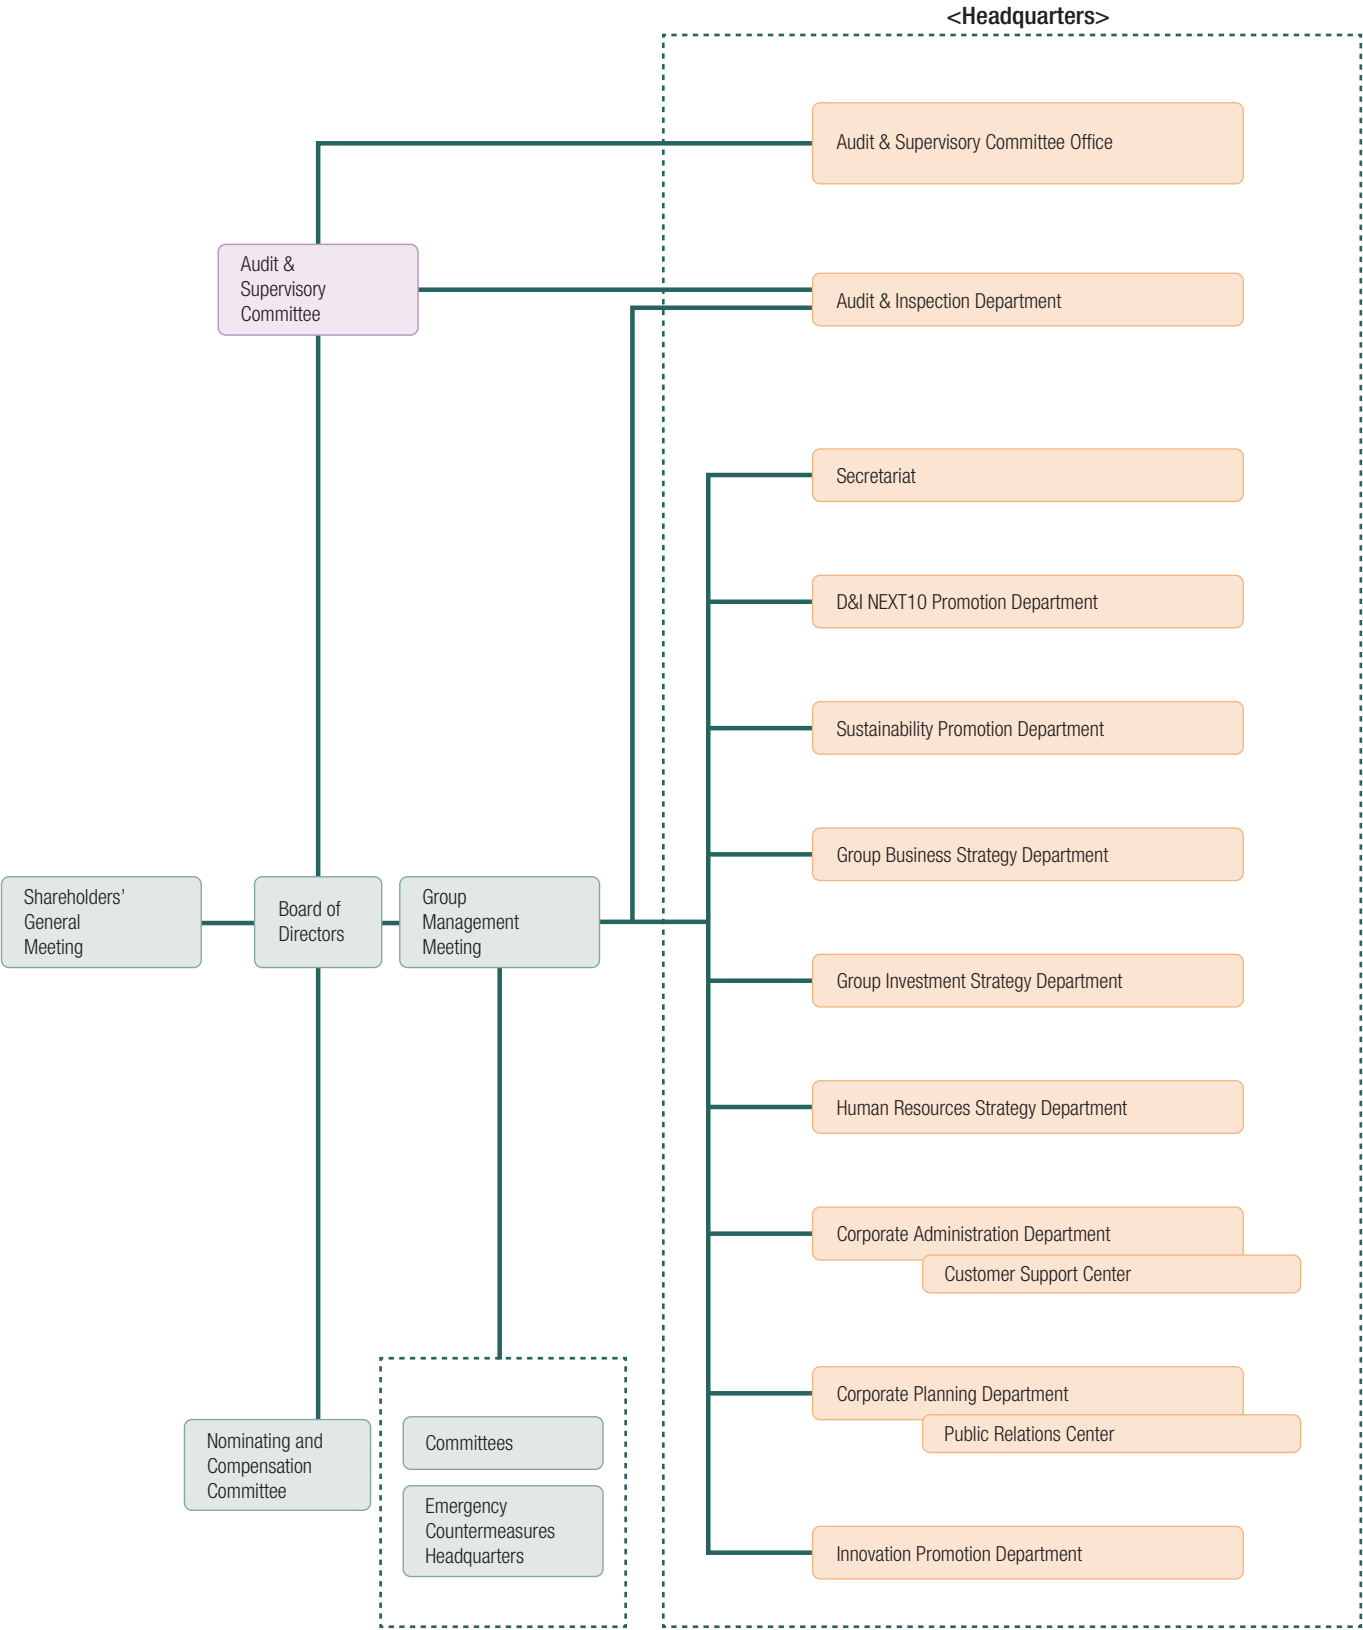 <Headquarters>
Audit & Supervisory Committee Office
Audit &
Supervisory
Committee
Audit & Inspection Department
Secretariat
D&I NEXT10 Promotion Department
Sustainability Promotion Department
Group Business Strategy Department
Shareholders’
General
Meeting
Board of
Directors
Group
Management
Meeting
Group Investment Strategy Department
Human Resources Strategy Department
Corporate Administration Department
Customer Support Center
Corporate Planning Department
Public Relations Center
Nominating and
Compensation
Committee
Committees
Emergency
Countermeasures
Headquarters
Innovation Promotion Department